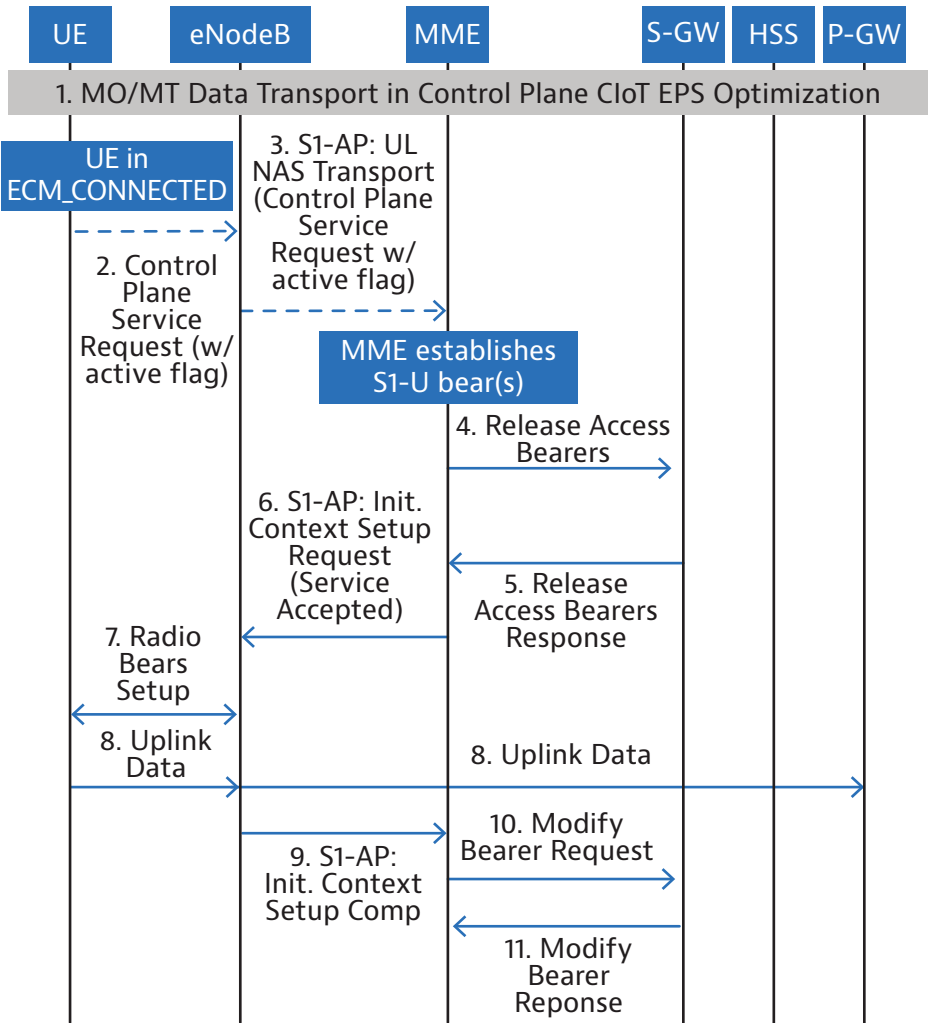 UE
eNodeB
MME
S-GW
HSS
P-GW
1. MO/MT Data Transport in Control Plane CIoT EPS Optimization
UE in
ECM_CONNECTED
3. S1-AP: UL
NAS Transport
(Control Plane
Service
Request w/
active flag)
2. Control
Plane
Service
Request (w/
active flag)
MME establishes
S1-U bear(s)
4. Release Access
Bearers
6. S1-AP: Init.
Context Setup
Request
(Service
Accepted)
5. Release
Access Bearers
Response
7. Radio
Bears
Setup
8. Uplink
Data
8. Uplink Data
9. S1-AP:
Init. Context
Setup Comp
10. Modify
Bearer Request
11. Modify
Bearer
Reponse